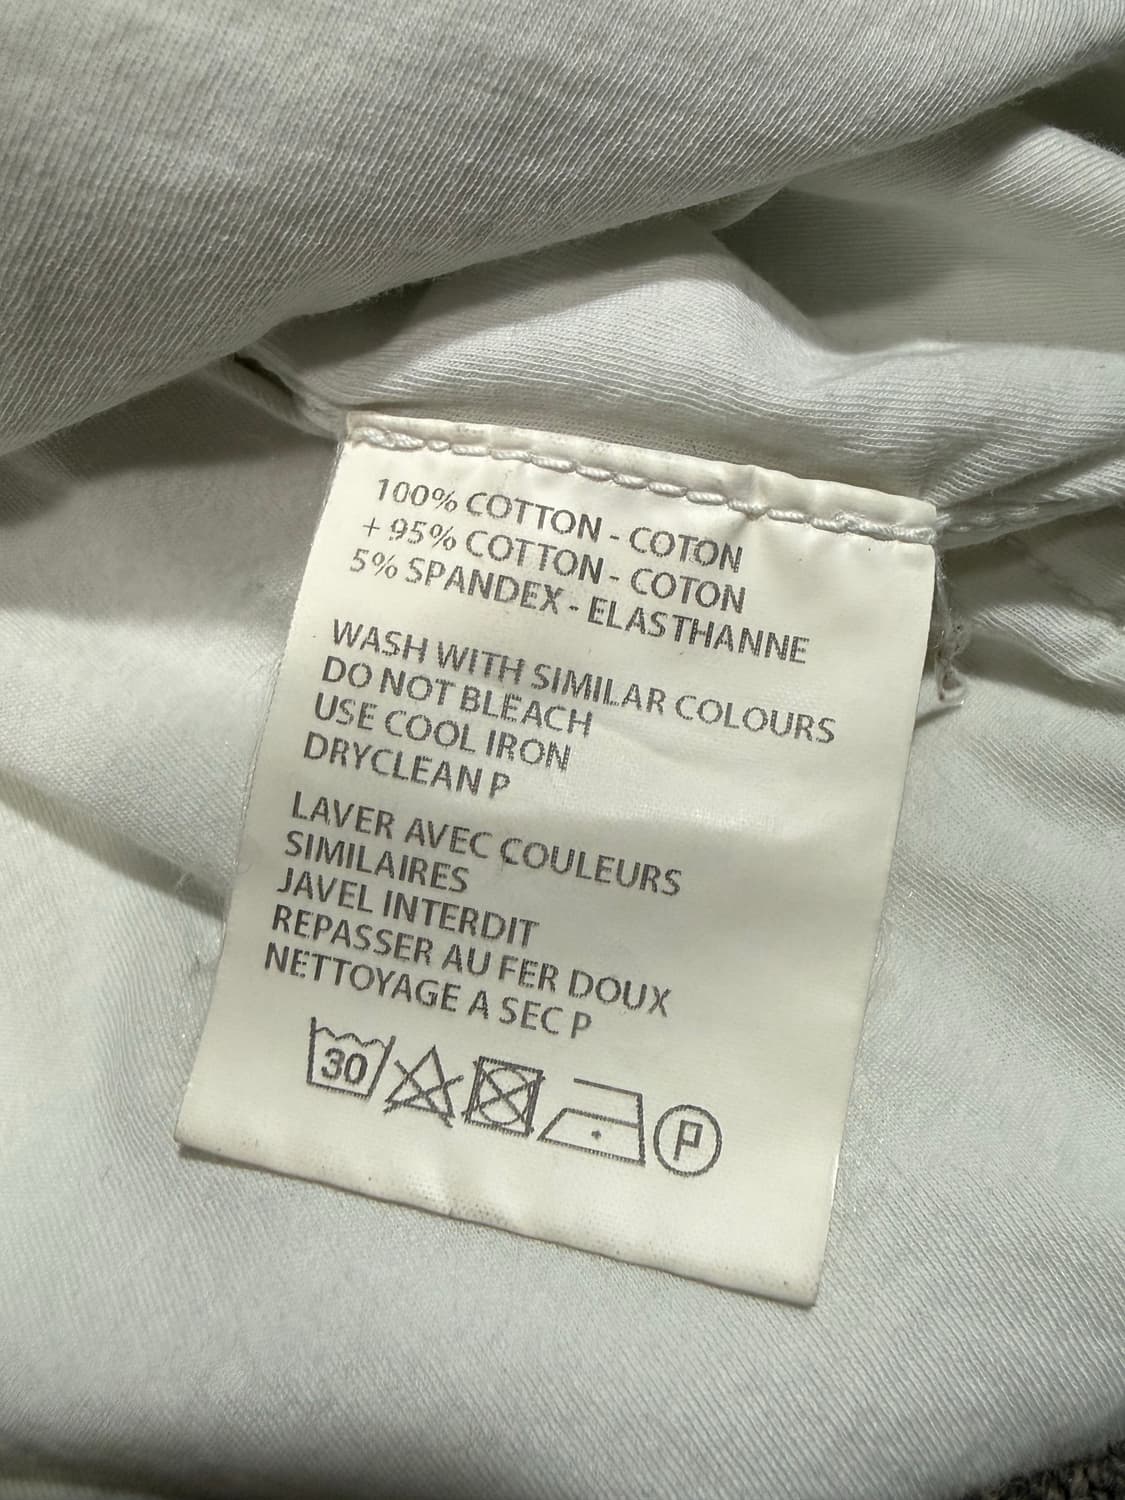 100% COTTON - COTON
+ 95% COTTON - COTON
5% SPANDEX - ELASTHANNE
WASH WITH SIMILAR COLOURS
DO NOT BLEACH
USE COOL IRON
DRYCLEAN P
LAVER AVEC COULEURS
SIMILAIRES
JAVEL INTERDIT
REPASSER AU FER DOUX
NETTOYAGE A SEC P
30 P